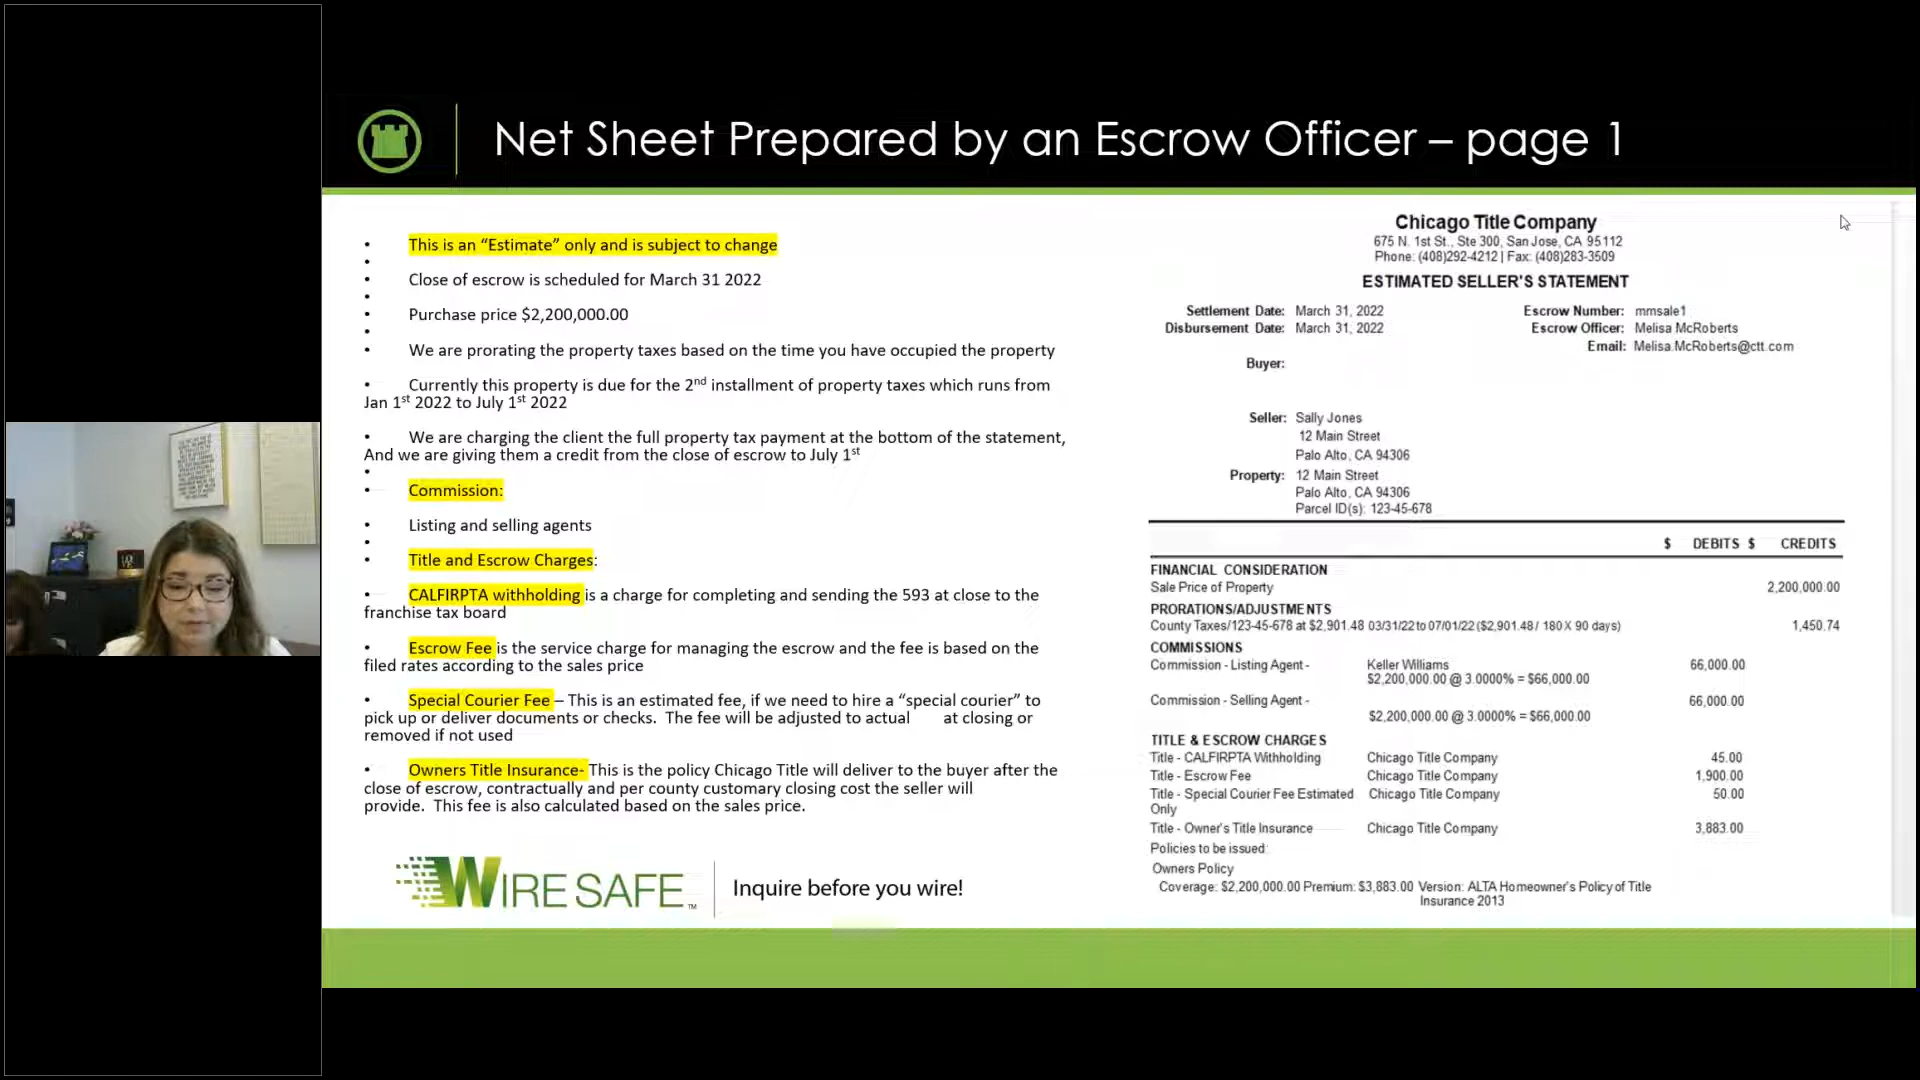 Net Sheet Prepared by an Escrow Officer – page 1
• This is an “Estimate” only and is subject to change
•
• Close of escrow is scheduled for March 31 2022
•
• Purchase price $2,200,000.00
•
• We are prorating the property taxes based on the time you have occupied the property
• Currently this property is due for the 2nd installment of property taxes which runs from
Jan 1st 2022 to July 1st 2022
• We are charging the client the full property tax payment at the bottom of the statement,
And we are giving them a credit from the close of escrow to July 1st
•
• Commission:
• Listing and selling agents
•
• Title and Escrow Charges:
• CALFIRPTA withholding is a charge for completing and sending the 593 at close to the
franchise tax board
• Escrow Fee is the service charge for managing the escrow and the fee is based on the
filed rates according to the sales price
• Special Courier Fee – This is an estimated fee, if we need to hire a “special courier” to
pick up or deliver documents or checks. The fee will be adjusted to actual at closing or
removed if not used
• Owners Title Insurance- This is the policy Chicago Title will deliver to the buyer after the
close of escrow, contractually and per county customary closing cost the seller will
provide. This fee is also calculated based on the sales price.
WIRE SAFE ™
Inquire before you wire!
Chicago Title Company
675 N. 1st St., Ste 300, San Jose, CA 95112
Phone: (408)292-4212 | Fax: (408)283-3509
ESTIMATED SELLER'S STATEMENT
Settlement Date: March 31, 2022 Escrow Number: mmsale1
Disbursement Date: March 31, 2022 Escrow Officer: Melisa McRoberts
Email: Melisa.McRoberts@ctt.com
Buyer:
Seller: Sally Jones
12 Main Street
Palo Alto, CA 94306
Property: 12 Main Street
Palo Alto, CA 94306
Parcel ID(s): 123-45-678
$ DEBITS $ CREDITS
FINANCIAL CONSIDERATION
Sale Price of Property 2,200,000.00
PRORATIONS/ADJUSTMENTS
County Taxes/123-45-678 at $2,901.48 03/31/22 to 07/01/22 ($2,901.48 / 180 X 90 days) 1,450.74
COMMISSIONS
Commission - Listing Agent - Keller Williams 66,000.00
$2,200,000.00 @ 3.0000% = $66,000.00
Commission - Selling Agent - 66,000.00
$2,200,000.00 @ 3.0000% = $66,000.00
TITLE & ESCROW CHARGES
Title - CALFIRPTA Withholding Chicago Title Company 45.00
Title - Escrow Fee Chicago Title Company 1,900.00
Title - Special Courier Fee Estimated Chicago Title Company 50.00
Only
Title - Owner's Title Insurance Chicago Title Company 3,883.00
Policies to be issued:
Owners Policy
Coverage: $2,200,000.00 Premium: $3,883.00 Version: ALTA Homeowner's Policy of Title
Insurance 2013